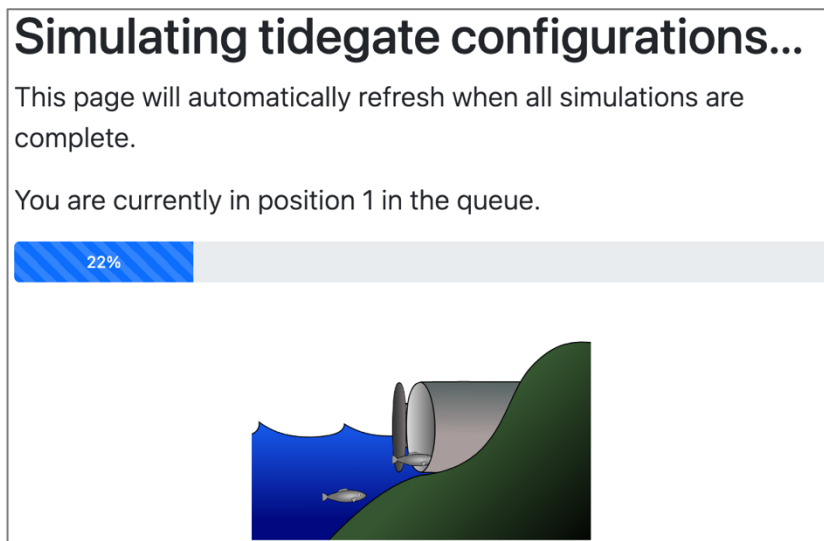 Simulating tidegate configurations...
This page will automatically refresh when all simulations are
complete.
You are currently in position 1 in the queue.
22%